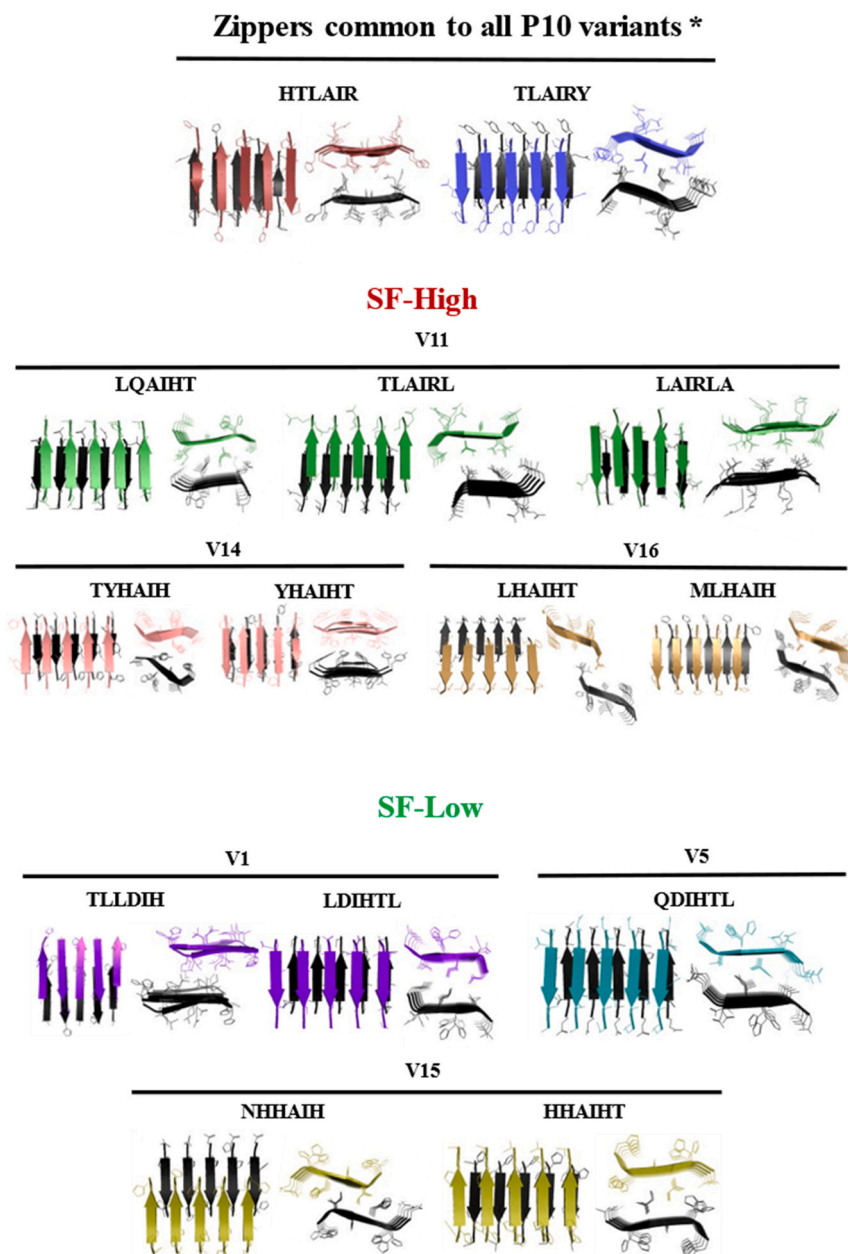 Zippers common to all P10 variants *
HTLAIR TLAIRY
SF-High
V11
LQAIHT TLAIRL LAIRLA
V14 V16
TYHAIH YHAIHT LHAIHT MLHAIH
SF-Low
V1 V5
TLLDIH LDIHTL QDIHTL
V15
NHHAIH HHAIHT